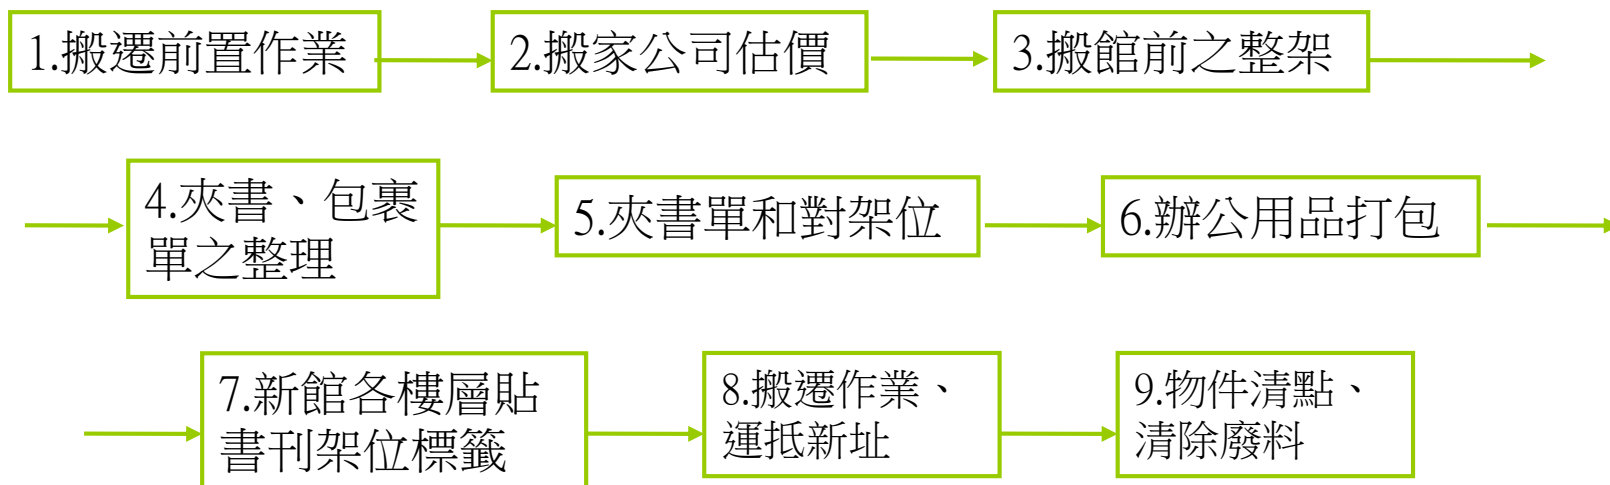 1.搬遷前置作業
2.搬家公司估價
3.搬館前之整架
4.夾書、包裹
單之整理
5.夾書單和對架位
6.辦公用品打包
7.新館各樓層貼
書刊架位標籤
8.搬遷作業、
運抵新址
9.物件清點、
清除廢料